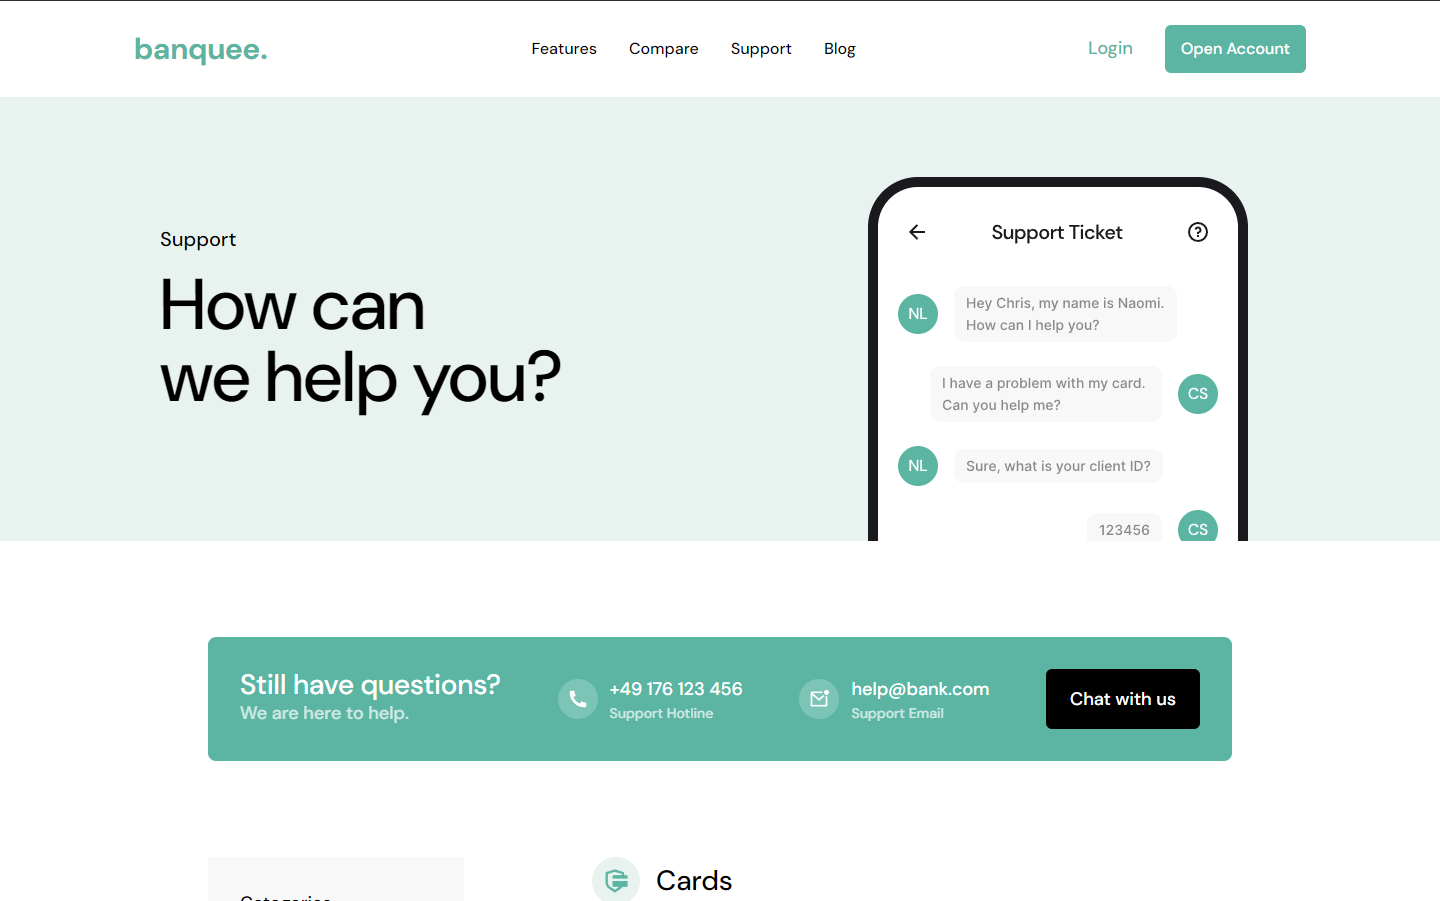 banquee.
Features
Compare
Support
Blog
Login
Open Account
Support
How can
we help you?
Support Ticket
NL
Hey Chris, my name is Naomi.
How can I help you?
I have a problem with my card.
Can you help me?
CS
NL
Sure, what is your client ID?
123456
CS
Still have questions?
We are here to help.
+49 176 123 456
Support Hotline
help@bank.com
Support Email
Chat with us
Categories
Cards